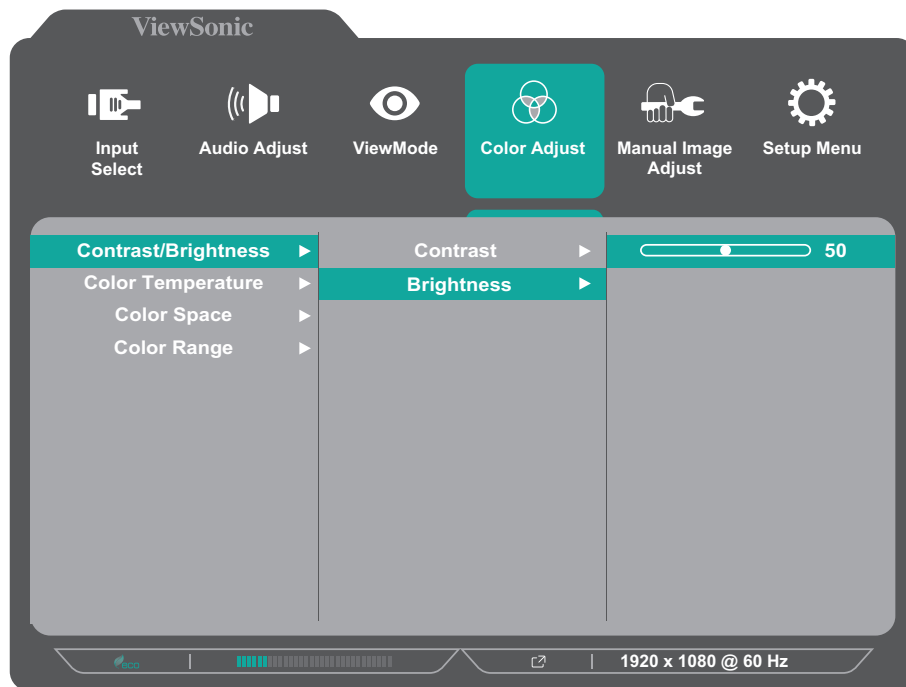 ViewSonic
Input
Select
Audio Adjust
ViewMode
Color Adjust
Manual Image
Adjust
Setup Menu
Contrast/Brightness
Color Temperature
Color Space
Color Range
Contrast
Brightness
50
eco
1920 x 1080 @ 60 Hz